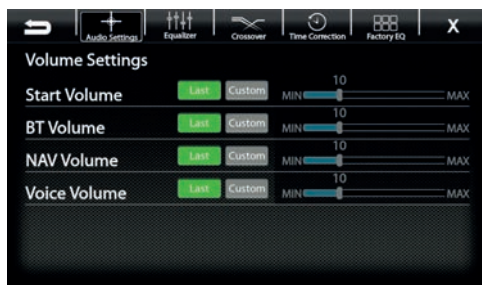 Audio Settings Equalizer Crossover Time Correction Factory EQ X
Volume Settings
Start Volume Last Custom MIN 10 MAX
BT Volume Last Custom MIN 10 MAX
NAV Volume Last Custom MIN 10 MAX
Voice Volume Last Custom MIN 10 MAX